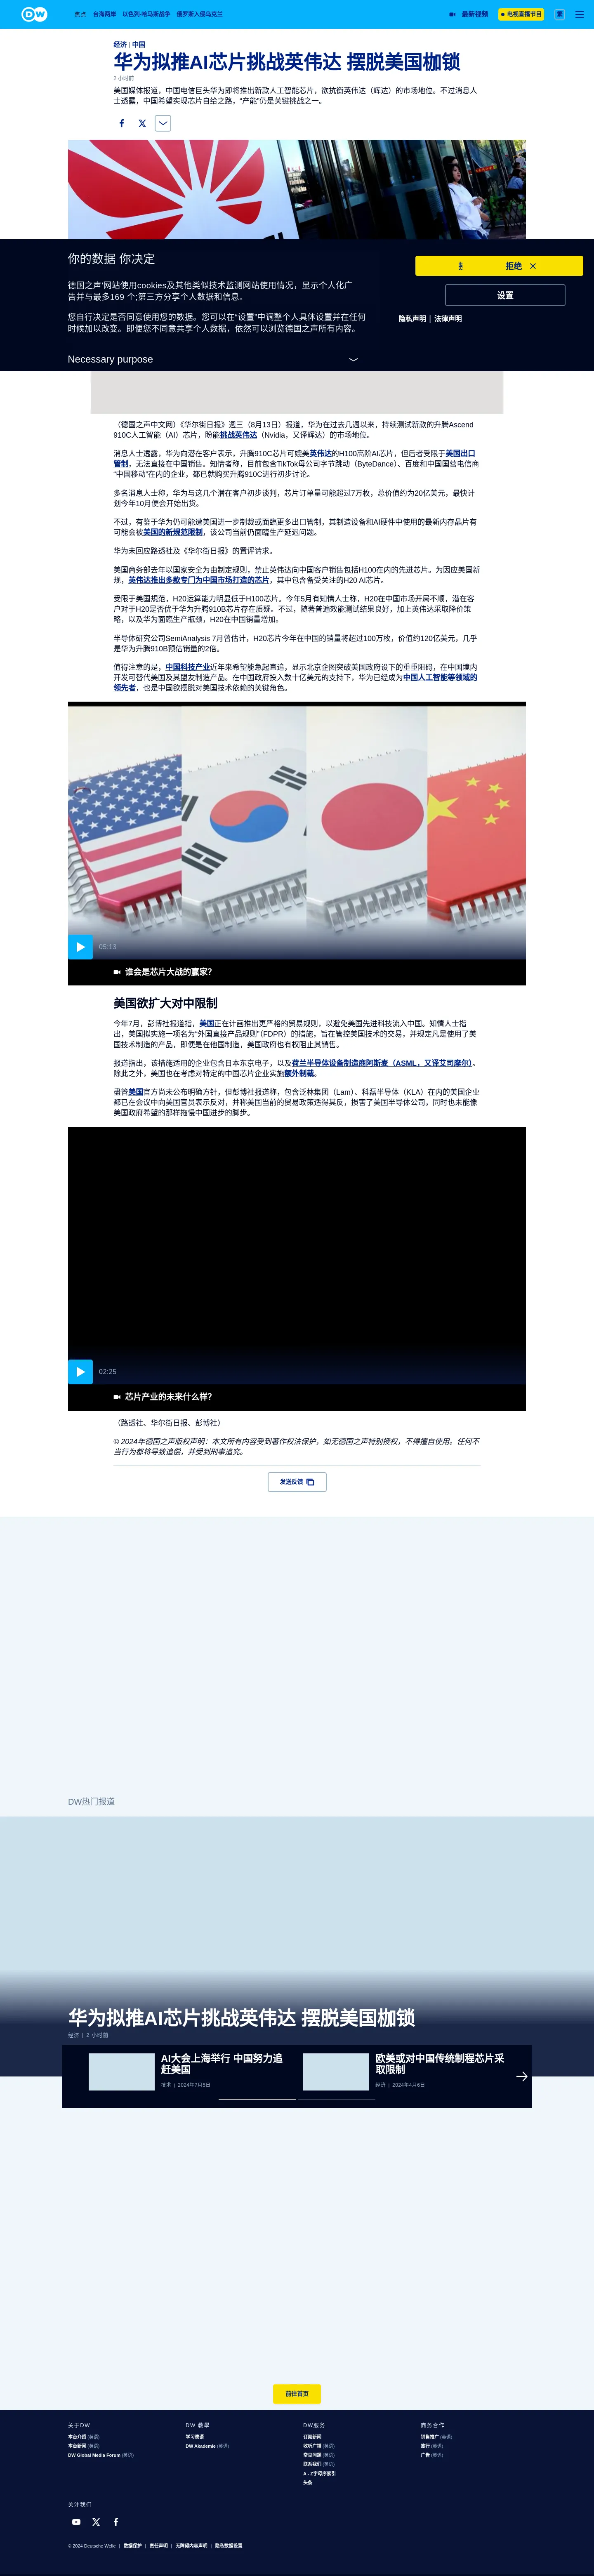 DW
焦点 台海两岸 以色列-哈马斯战争 俄罗斯入侵乌克兰 最新视频 电视直播节目 繁
经济 | 中国
华为拟推AI芯片挑战英伟达 摆脱美国枷锁
2 小时前
美国媒体报道,中国电信巨头华为即将推出新款人工智能芯片,欲抗衡英伟达(辉达)的市场地位。不过消息人
士透露,中国希望实现芯片自给之路,"产能"仍是关键挑战之一。
你的数据 你决定
拒绝
德国之声'网站使用cookies及其他类似技术监测网站使用情况,显示个人化广
告并与最多169 个;第三方分享个人数据和信息。
设置
您自行决定是否同意使用您的数据。您可以在"设置"中调整个人具体设置并在任何
时候加以改变。即便您不同意共享个人数据,依然可以浏览德国之声所有内容。
隐私声明 | 法律声明
Necessary purpose
(德国之声中文网)《华尔街日报》週三(8月13日)报道,华为在过去几週以来,持续测试新款的升腾Ascend
910C人工智能(AI)芯片,盼能挑战英伟达(Nvidia,又译辉达)的市场地位。
消息人士透露,华为向潜在客户表示,升腾910C芯片可媲美英伟达的H100高阶AI芯片,但后者受限于美国出口
管制,无法直接在中国销售。知情者称,目前包含TikTok母公司字节跳动(ByteDance)、百度和中国国营电信商
"中国移动"在内的企业,都已就购买升腾910C进行初步讨论。
多名消息人士称,华为与这几个潜在客户初步谈判,芯片订单量可能超过7万枚,总价值约为20亿美元,最快计
划今年10月便会开始出货。
不过,有鉴于华为仍可能遭美国进一步制裁或面臨更多出口管制,其制造设备和AI硬件中使用的最新内存晶片有
可能会被美国的新规范限制,该公司当前仍面临生产延迟问题。
华为未回应路透社及《华尔街日报》的置评请求。
美国商务部去年以国家安全为由制定规则,禁止英伟达向中国客户销售包括H100在内的先进芯片。为因应美国新
规,英伟达推出多款专门为中国市场打造的芯片,其中包含备受关注的H20 AI芯片。
受限于美国规范,H20运算能力明显低于H100芯片。今年5月有知情人士称,H20在中国市场开局不顺,潜在客
户对于H20是否优于华为升腾910B芯片存在质疑。不过,随著普遍效能测试结果良好,加上英伟达采取降价策
略,以及华为面臨生产瓶颈,H20在中国销量增加。
半导体研究公司SemiAnalysis 7月曾估计,H20芯片今年在中国的销量将超过100万枚,价值约120亿美元,几乎
是华为升腾910B预估销量的2倍。
值得注意的是,中国科技产业近年来希望能急起直追,显示北京企图突破美国政府设下的重重阻碍,在中国境内
开发可替代美国及其盟友制造产品。在中国政府投入数十亿美元的支持下,华为已经成为中国人工智能等领域的
领先者,也是中国欲摆脱对美国技术依赖的关键角色。
05:13
谁会是芯片大战的赢家?
美国欲扩大对中限制
今年7月,彭博社报道指,美国正在计画推出更严格的贸易规则,以避免美国先进科技流入中国。知情人士指
出,美国拟实施一项名为"外国直接产品规则"(FDPR)的措施,旨在管控美国技术的交易,并规定凡是使用了美
国技术制造的产品,即便是在他国制造,美国政府也有权阻止其销售。
报道指出,该措施适用的企业包含日本东京电子,以及荷兰半导体设备制造商阿斯麦(ASML,又译艾司摩尔)。
除此之外,美国也在考虑对特定的中国芯片企业实施额外制裁。
盡管美国官方尚未公布明确方针,但彭博社报道称,包含泛林集团(Lam)、科磊半导体(KLA)在内的美国企业
都已在会议中向美国官员表示反对,并称美国当前的贸易政策适得其反,损害了美国半导体公司,同时也未能像
美国政府希望的那样拖慢中国进步的脚步。
02:25
芯片产业的未来什么样?
(路透社、华尔街日报、彭博社)
© 2024年德国之声版权声明:本文所有内容受到著作权法保护,如无德国之声特别授权,不得擅自使用。任何不
当行为都将导致追偿,并受到刑事追究。
发送反馈
DW热门报道
华为拟推AI芯片挑战英伟达 摆脱美国枷锁
经济 | 2 小时前
AI大会上海举行 中国努力追
赶美国
技术 | 2024年7月5日
欧美或对中国传统制程芯片采
取限制
经济 | 2024年4月6日
前往首页
关于DW
本台介绍 (英语)
本台新闻 (英语)
DW Global Media Forum (英语)
DW 教學
学习德语
DW Akademie (英语)
DW服务
订阅新闻
收听广播 (英语)
常见问题 (英语)
联系我们 (英语)
A - Z字母序索引
头条
商务合作
销售推广 (英语)
旅行 (英语)
广告 (英语)
关注我们
© 2024 Deutsche Welle | 数据保护 | 责任声明 | 无障碍内容声明 | 隐私数据设置